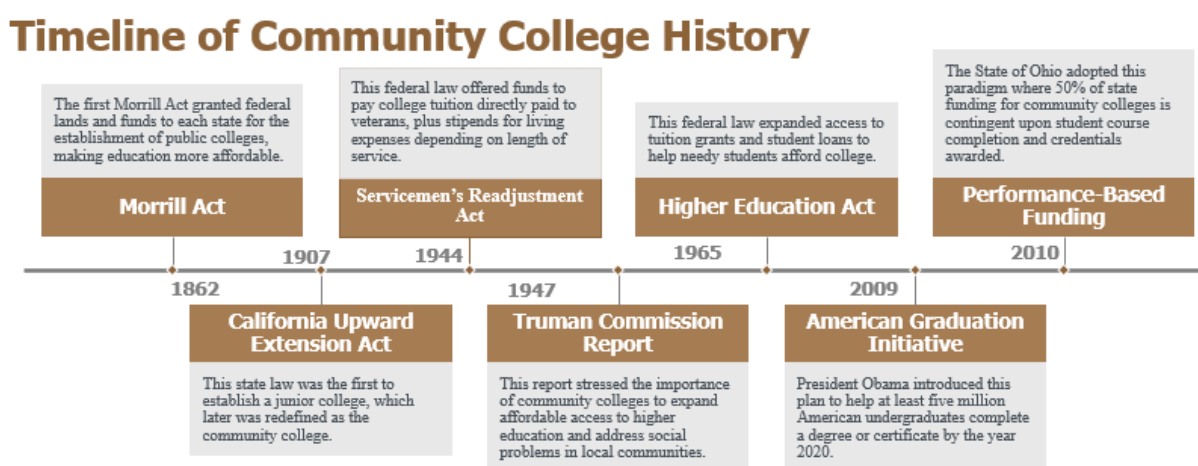 Timeline of Community College History
The first Morrill Act granted federal
lands and funds to each state for the
establishment of public colleges,
making education more affordable.
Morrill Act
1862
1907
California Upward
Extension Act
This state law was the first to
establish a junior college, which
later was redefined as the
community college.
This federal law offered funds to
pay college tuition directly paid to
veterans, plus stipends for living
expenses depending on length of
service.
Servicemen's Readjustment
Act
1944
1947
Truman Commission
Report
This report stressed the importance
of community colleges to expand
affordable access to higher
education and address social
problems in local communities.
This federal law expanded access to
tuition grants and student loans to
help needy students afford college.
Higher Education Act
1965
2009
American Graduation
Initiative
President Obama introduced this
plan to help at least five million
American undergraduates complete
a degree or certificate by the year
2020.
The State of Ohio adopted this
paradigm where 50% of state
funding for community colleges is
contingent upon student course
completion and credentials
awarded.
Performance-Based
Funding
2010